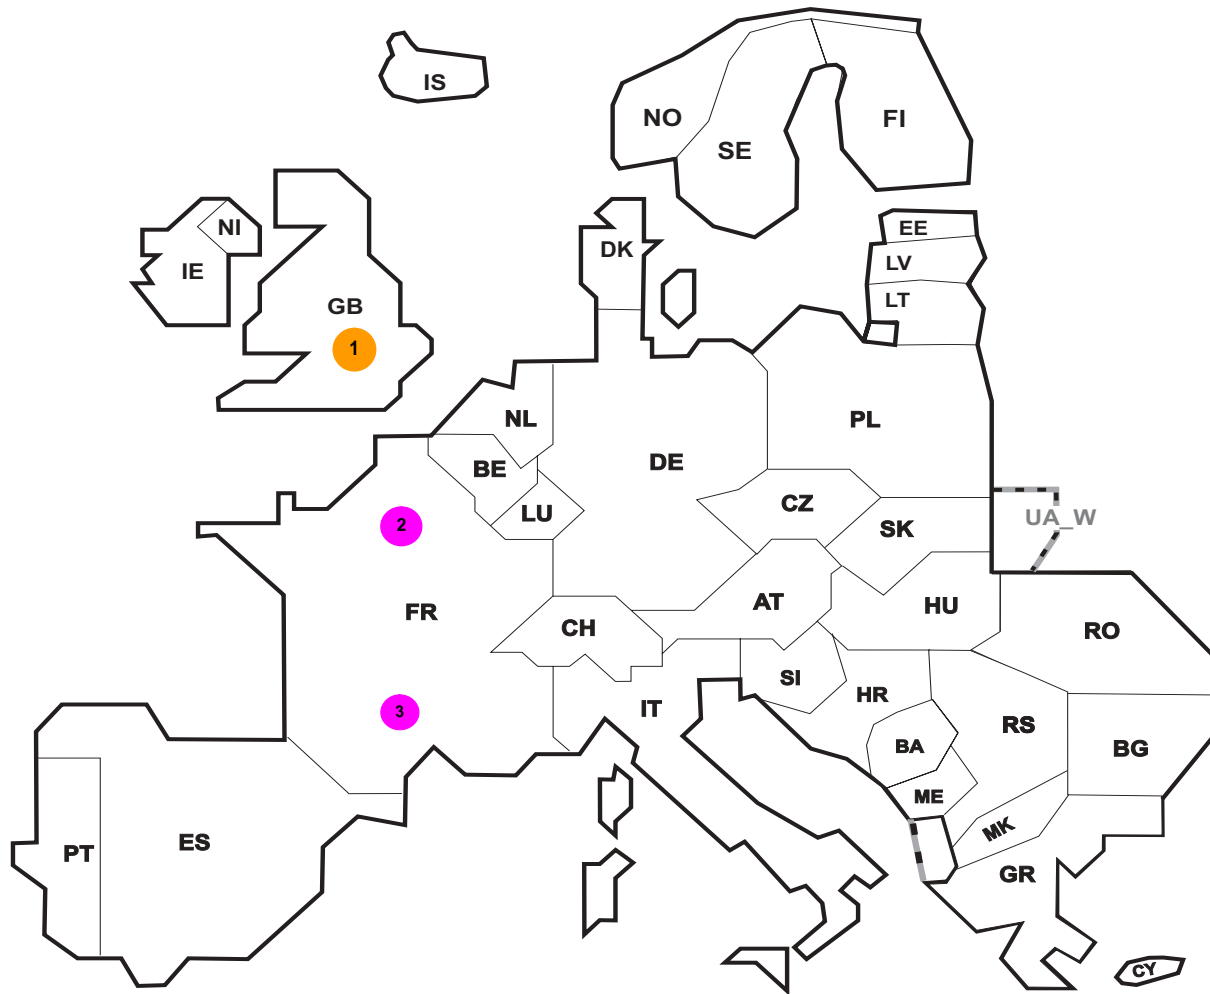 IS
NO
SE
FI
NI
IE
GB
1
DK
EE
LV
LT
NL
BE
LU
DE
PL
CZ
SK
UA_W
2
FR
3
CH
AT
HU
RO
SI
HR
IT
BA
RS
BG
ME
MK
GR
PT
ES
CY